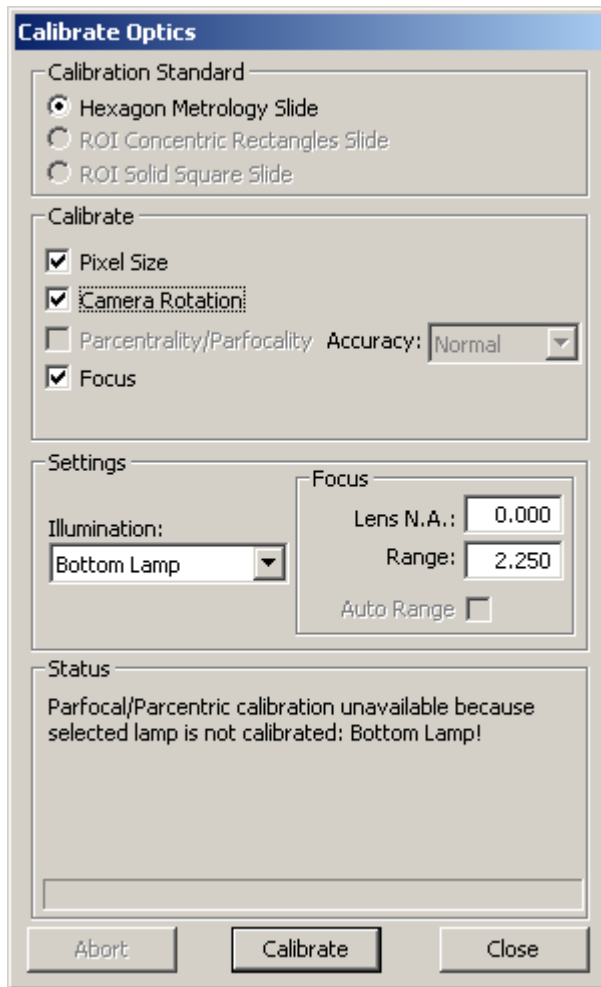 Calibrate Optics
Calibration Standard
Hexagon Metrology Slide
ROI Concentric Rectangles Slide
ROI Solid Square Slide
Calibrate
Pixel Size
Camera Rotation
Parcentrality/Parfocality Accuracy: Normal
Focus
Settings
Illumination:
Bottom Lamp
Focus
Lens N.A.: 0.000
Range: 2.250
Auto Range
Status
Parfocal/Parcentric calibration unavailable because
selected lamp is not calibrated: Bottom Lamp!
Abort Calibrate Close